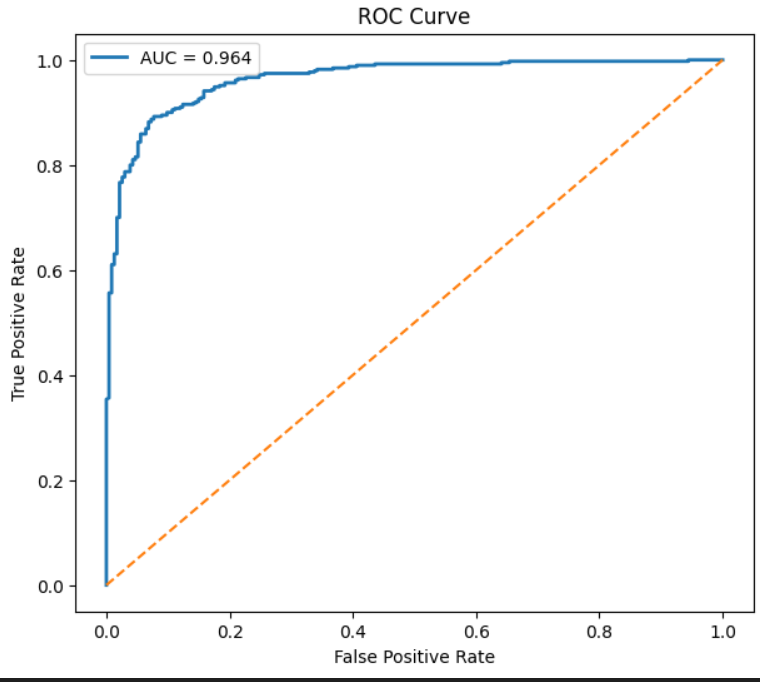 ROC Curve
AUC = 0.964
1.0
0.8
0.6
0.4
0.2
0.0
True Positive Rate
0.0 0.2 0.4 0.6 0.8 1.0
False Positive Rate